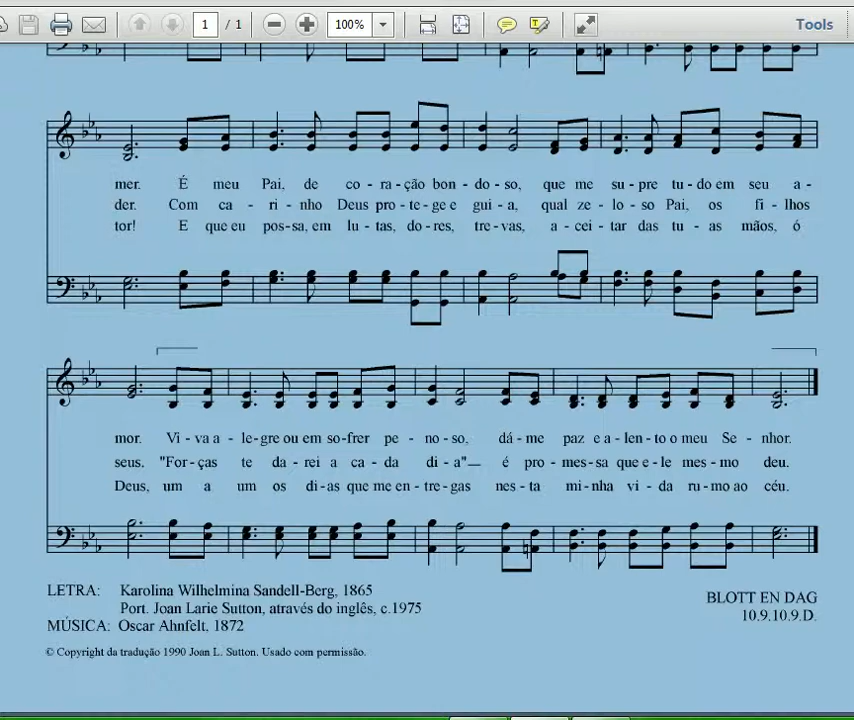 1 / 1 100% Tools
mer. É meu Pai, de co - ra - ção bon - do - so, que me su - pre tu - do em seu a -
der. Com ca - ri - nho Deus pro - te - ge e gui - a, qual ze - lo - so Pai, os fi - lhos
tor! E que eu pos - sa, em lu - tas, do - res, tre - vas, a - cei - tar das tu - as mãos, ó
mor. Vi - va a - le - gre ou em so - frer pe - no - so, dá - me paz e a - len - to o meu Se - nhor.
seus. "For - ças te da - rei a ca - da di - a"__ é pro - mes - sa que e - le mes - mo deu.
Deus, um a um os di - as que me en - tre - gas nes - ta mi - nha vi - da ru - mo ao céu.
LETRA: Karolina Wilhelmina Sandell-Berg, 1865
Port. Joan Larie Sutton, através do inglês, c.1975
MÚSICA: Oscar Ahnfelt, 1872
BLOTT EN DAG
10.9.10.9.D.
© Copyright da tradução 1990 Joan L. Sutton. Usado com permissão.